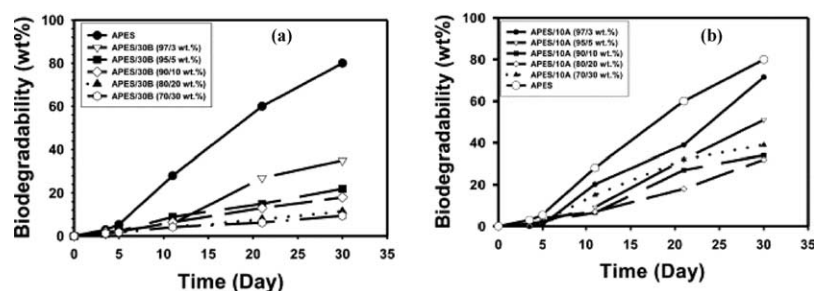 (a)
Biodegradability (wt%)
100
80
60
40
20
0
APES
APES/30B (97/3 wt.%)
APES/30B (95/5 wt.%)
APES/30B (90/10 wt.%)
APES/30B (80/20 wt.%)
APES/30B (70/30 wt.%)
0 5 10 15 20 25 30 35
Time (Day)
(b)
Biodegradability (wt%)
100
80
60
40
20
0
APES/10A (97/3 wt.%)
APES/10A (95/5 wt.%)
APES/10A (90/10 wt.%)
APES/10A (80/20 wt.%)
APES/10A (70/30 wt.%)
APES
0 5 10 15 20 25 30 35
Time (Day)